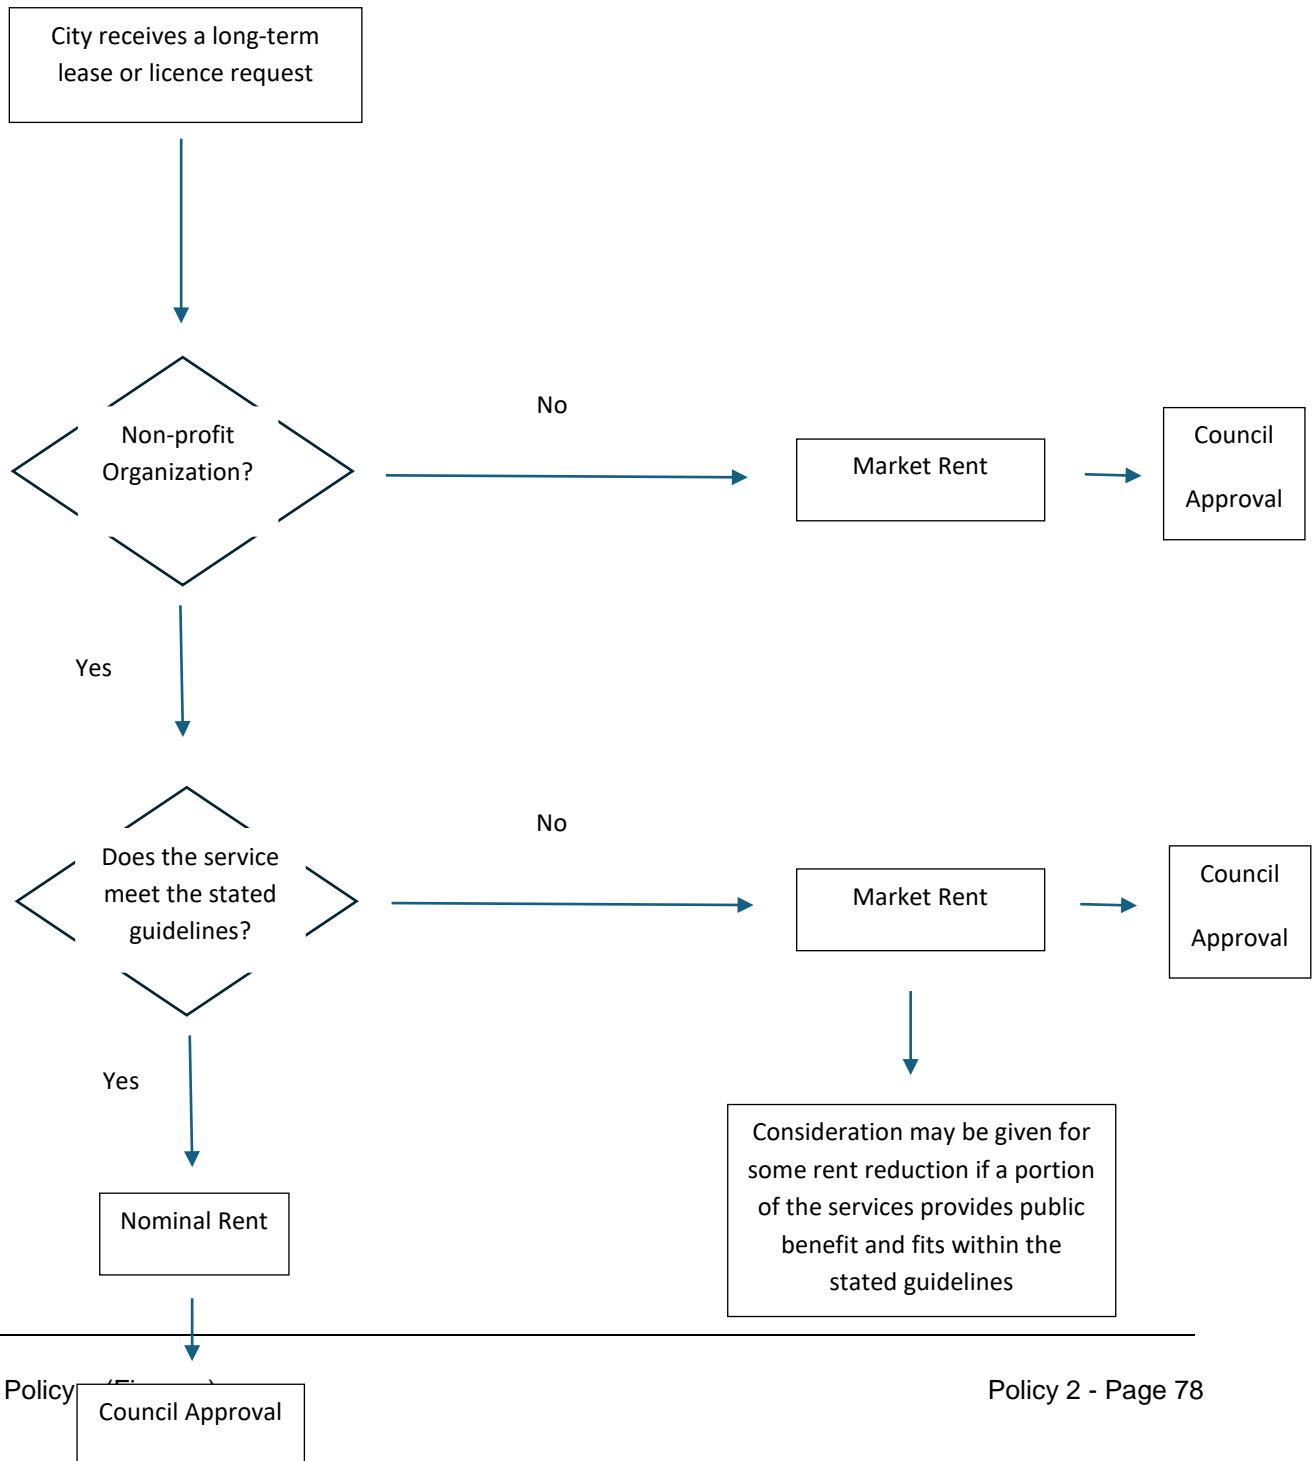 City receives a long-term
lease or licence request
No
Non-profit
Organization?
Market Rent
Council
Approval
Yes
No
Does the service
meet the stated
guidelines?
Market Rent
Council
Approval
Yes
Consideration may be given for
some rent reduction if a portion
of the services provides public
benefit and fits within the
stated guidelines
Nominal Rent
Policy
Policy 2 - Page 78
Council Approval